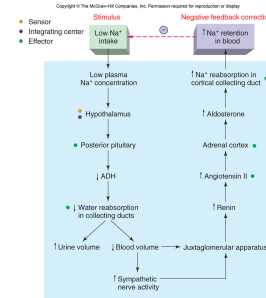 Copyright © The McGraw-Hill Companies, Inc. Permission required for reproduction or display
Sensor
Integrating center
Effector
Stimulus
Negative feedback correction
Low Na⁺
intake
−
↑ Na⁺ retention
in blood
Low plasma
Na⁺ concentration
↑ Na⁺ reabsorption in
cortical collecting duct
Hypothalamus
↑ Aldosterone
Posterior pituitary
Adrenal cortex
↓ ADH
↑ Angiotensin II
↓ Water reabsorption
in collecting ducts
↑ Renin
↑ Urine volume
↓ Blood volume
Juxtaglomerular apparatus
↑ Sympathetic
nerve activity